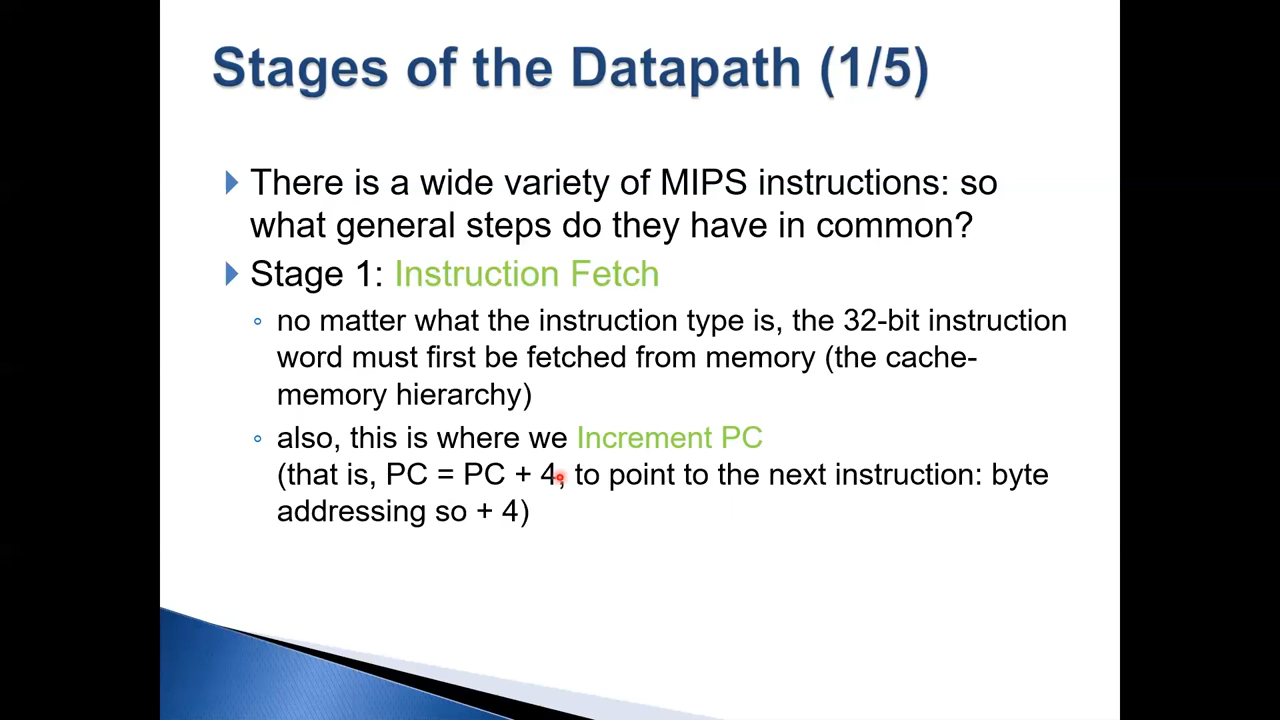 Stages of the Datapath (1/5)
There is a wide variety of MIPS instructions: so
what general steps do they have in common?
Stage 1: Instruction Fetch
no matter what the instruction type is, the 32-bit instruction
word must first be fetched from memory (the cache-
memory hierarchy)
also, this is where we Increment PC
(that is, PC = PC + 4, to point to the next instruction: byte
addressing so + 4)